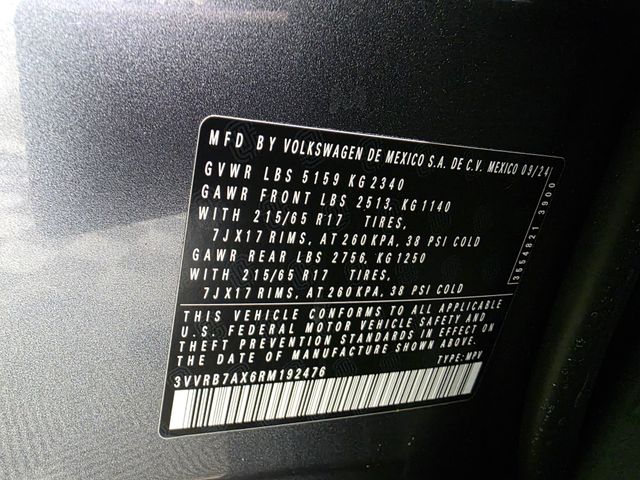 MFD BY VOLKSWAGEN DE MEXICO S.A. DE C.V. MEXICO 09/24
GVWR LBS 5159 KG 2340
GAWR FRONT LBS 2513, KG 1140
WITH 215/65 R17 TIRES,
7JX17 RIMS, AT 260 KPA, 38 PSI COLD
GAWR REAR LBS 2756, KG 1250
WITH 215/65 R17 TIRES,
7JX17 RIMS, AT 260 KPA, 38 PSI COLD
THIS VEHICLE CONFORMS TO ALL APPLICABLE
U.S. FEDERAL MOTOR VEHICLE SAFETY AND
THEFT PREVENTION STANDARDS IN EFFECT ON
THE DATE OF MANUFACTURE SHOWN ABOVE.
TYPE: MPV
3VVRB7AX6RM192476
3554821 3900